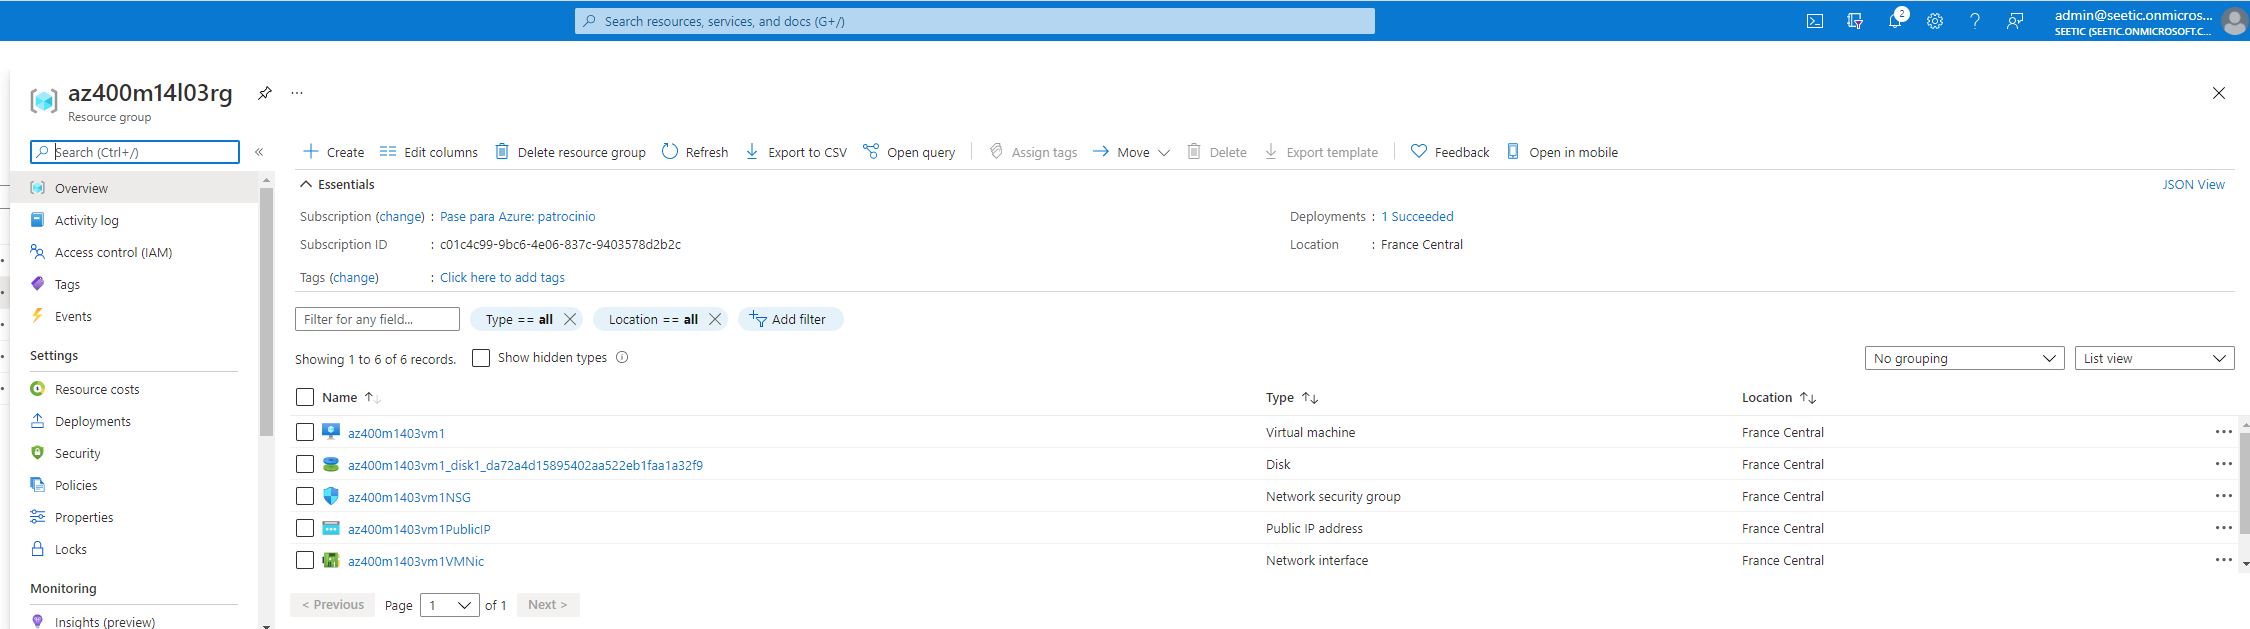 Search resources, services, and docs (G+/)
2
admin@seetic.onmicros...
SEETIC (SEETIC.ONMICROSOFT.C...
az400m14l03rg
...
Resource group
Search (Ctrl+/)
«
Overview
Activity log
Access control (IAM)
Tags
Events
Settings
Resource costs
Deployments
Security
Policies
Properties
Locks
Monitoring
Insights (preview)
Create
Edit columns
Delete resource group
Refresh
Export to CSV
Open query
Assign tags
Move
Delete
Export template
Feedback
Open in mobile
Essentials
JSON View
Subscription (change) : Pase para Azure: patrocinio
Deployments : 1 Succeeded
Subscription ID : c01c4c99-9bc6-4e06-837c-9403578d2b2c
Location : France Central
Tags (change) : Click here to add tags
Filter for any field...
Type == all
Location == all
Add filter
Showing 1 to 6 of 6 records.
Show hidden types
No grouping
List view
Name Type Location
az400m1403vm1 Virtual machine France Central
az400m1403vm1_disk1_da72a4d15895402aa522eb1faa1a32f9 Disk France Central
az400m1403vm1NSG Network security group France Central
az400m1403vm1PublicIP Public IP address France Central
az400m1403vm1VMNic Network interface France Central
< Previous Page 1 of 1 Next >